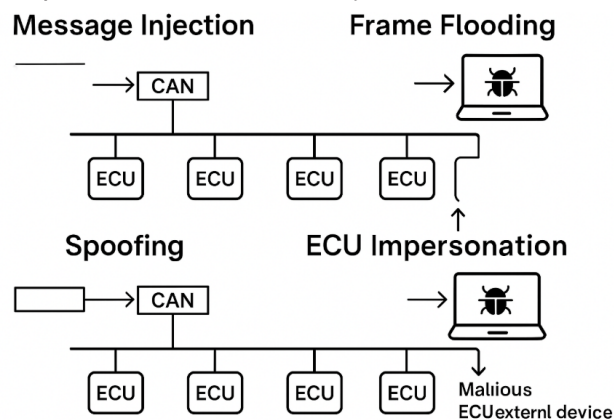 Message Injection Frame Flooding
CAN
ECU ECU ECU ECU
Spoofing ECU Impersonation
CAN
ECU ECU ECU ECU
Maliious
ECUexternl device